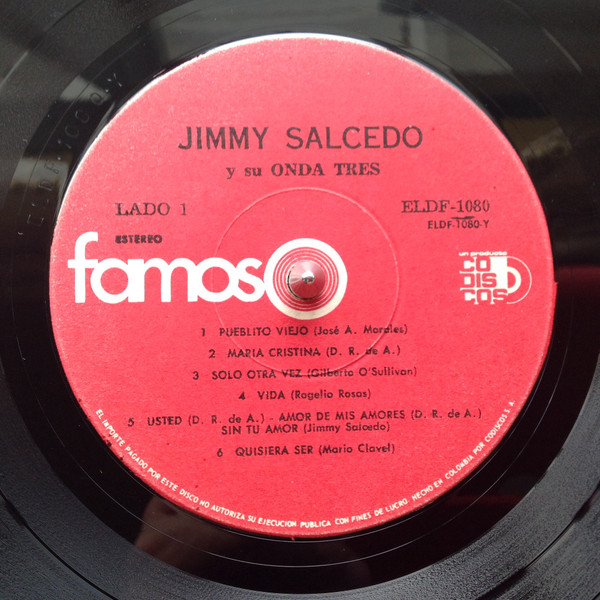 JIMMY SALCEDO
y su ONDA TRES
LADO 1
ELDF-1080
ELDF-1080-Y
ESTEREO
famoso
un producto
CO
DIS
COS
1 PUEBLITO VIEJO (José A. Morales)
2 MARIA CRISTINA (D. R. de A.)
3 SOLO OTRA VEZ (Gilberto O'Sullivan)
4 VIDA (Rogelio Rosas)
5 USTED (D. R. de A.) - AMOR DE MIS AMORES (D. R. de A.)
SIN TU AMOR (Jimmy Salcedo)
6 QUISIERA SER (Mario Clavel)
EL IMPORTE PAGADO POR ESTE DISCO NO AUTORIZA SU EJECUCION PUBLICA CON FINES DE LUCRO. HECHO EN COLOMBIA POR CODISCOS S. A.